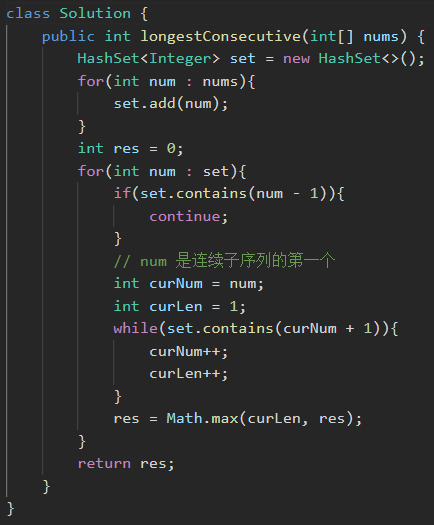 class Solution {
    public int longestConsecutive(int[] nums) {
        HashSet<Integer> set = new HashSet<>();
        for(int num : nums){
            set.add(num);
        }
        int res = 0;
        for(int num : set){
            if(set.contains(num - 1)){
                continue;
            }
            // num 是连续子序列的第一个
            int curNum = num;
            int curLen = 1;
            while(set.contains(curNum + 1)){
                curNum++;
                curLen++;
            }
            res = Math.max(curLen, res);
        }
        return res;
    }
}